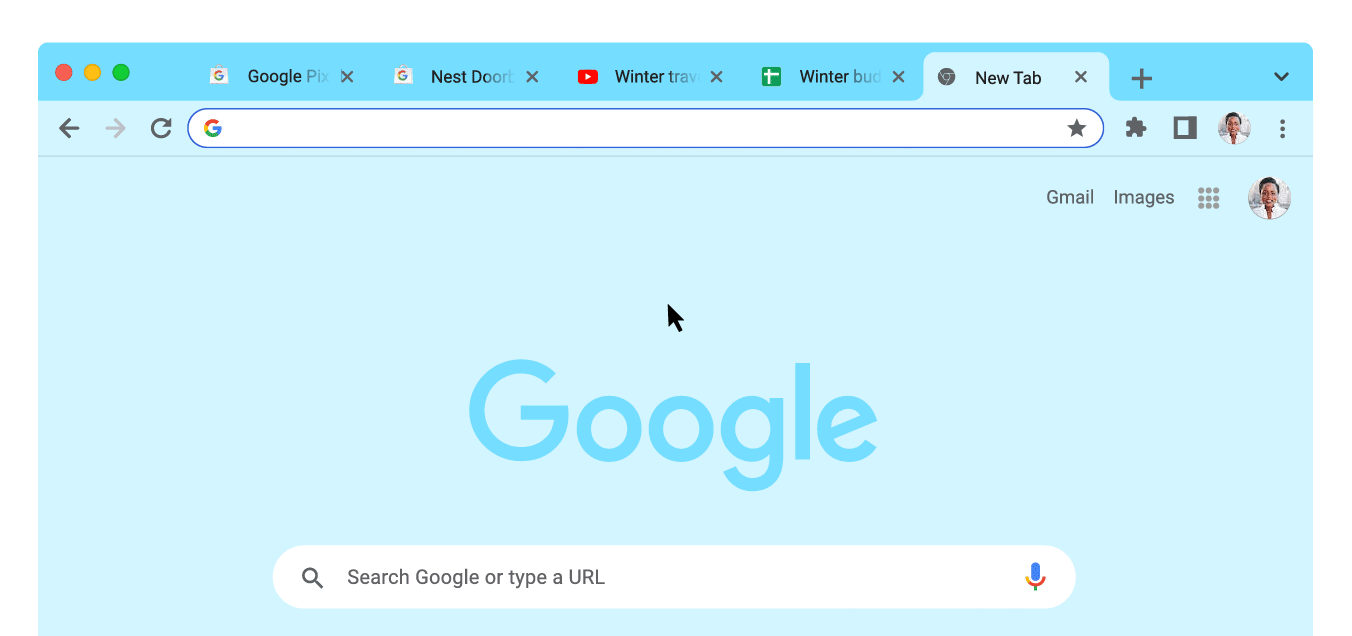 Google Pix Nest Doorb Winter trav Winter bud New Tab
Gmail Images
Google
Search Google or type a URL